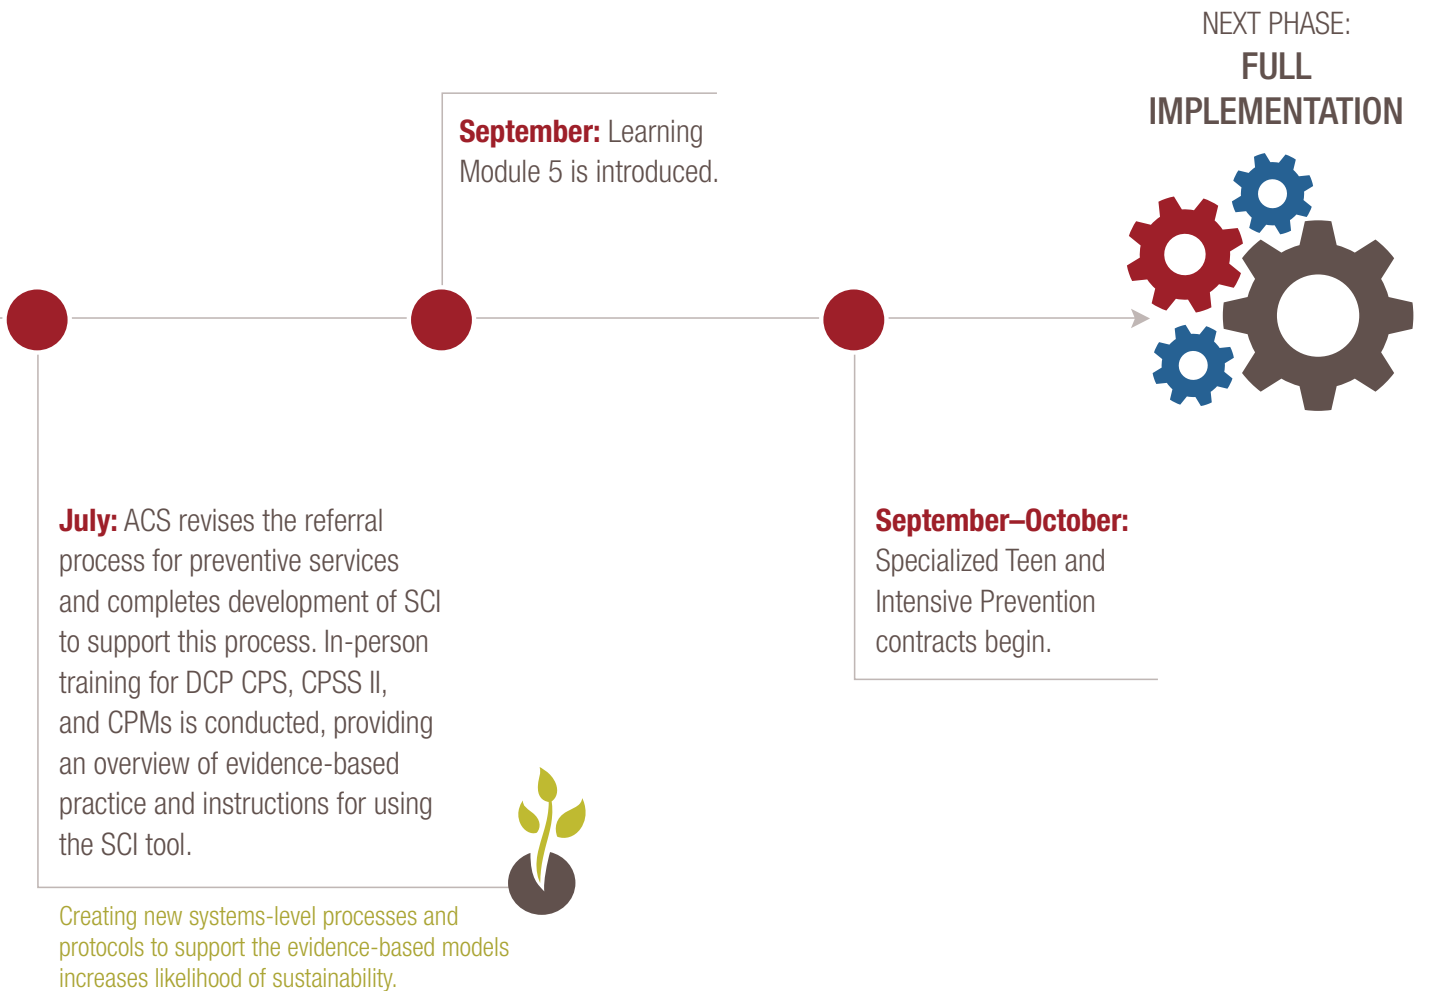 NEXT PHASE:
FULL
IMPLEMENTATION
September: Learning
Module 5 is introduced.
July: ACS revises the referral
process for preventive services
and completes development of SCI
to support this process. In-person
training for DCP CPS, CPSS II,
and CPMs is conducted, providing
an overview of evidence-based
practice and instructions for using
the SCI tool.
Creating new systems-level processes and
protocols to support the evidence-based models
increases likelihood of sustainability.
September–October:
Specialized Teen and
Intensive Prevention
contracts begin.